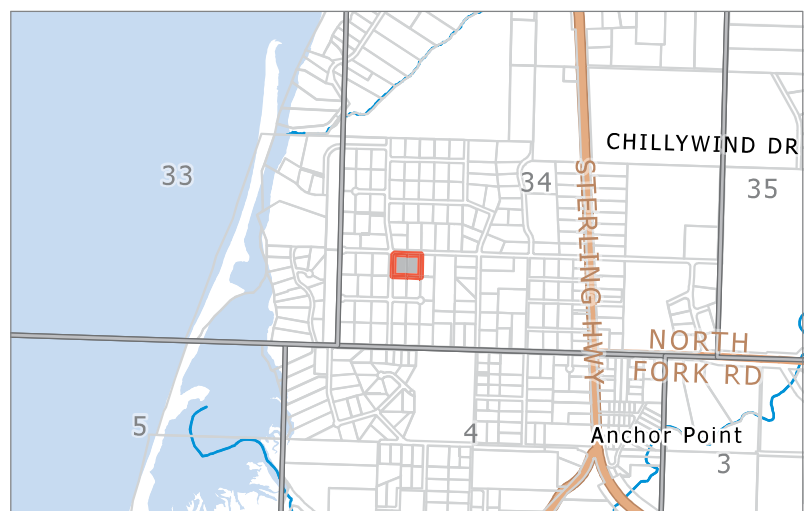 CHILLYWIND DR
33
34
35
STERLING HWY
NORTH
FORK RD
5
4
Anchor Point
3